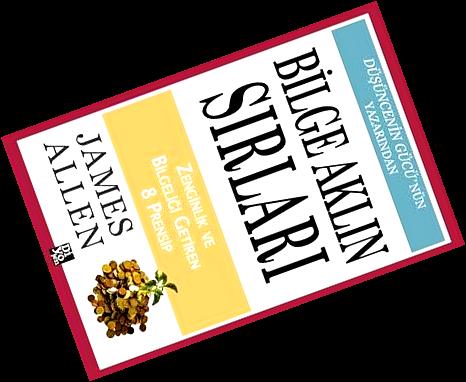 DÜŞÜNCENİN GÜCÜ'NÜN
YAZARINDAN
BİLGE AKLIN
SIRLARI
ZENGİNLİK VE
BİLGELİĞİ GETİREN
8 PRENSİP
JAMES
ALLEN